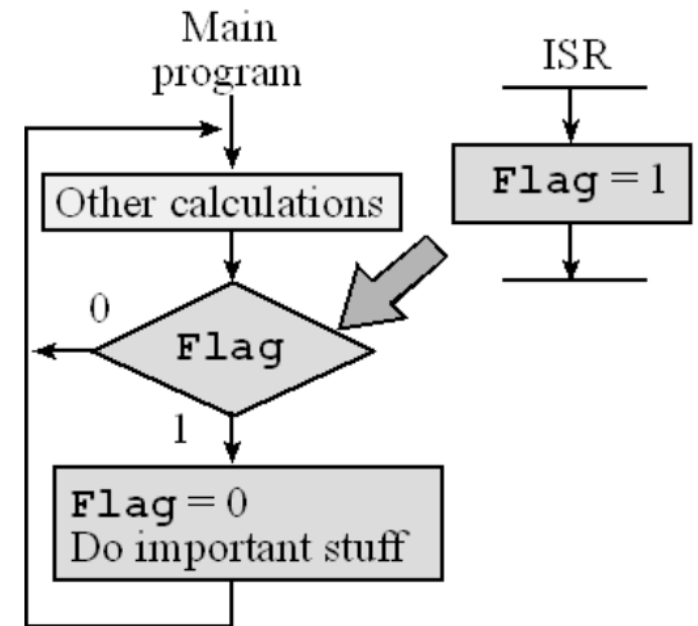 Main
program
Other calculations
0
Flag
1
Flag = 0
Do important stuff
ISR
Flag = 1